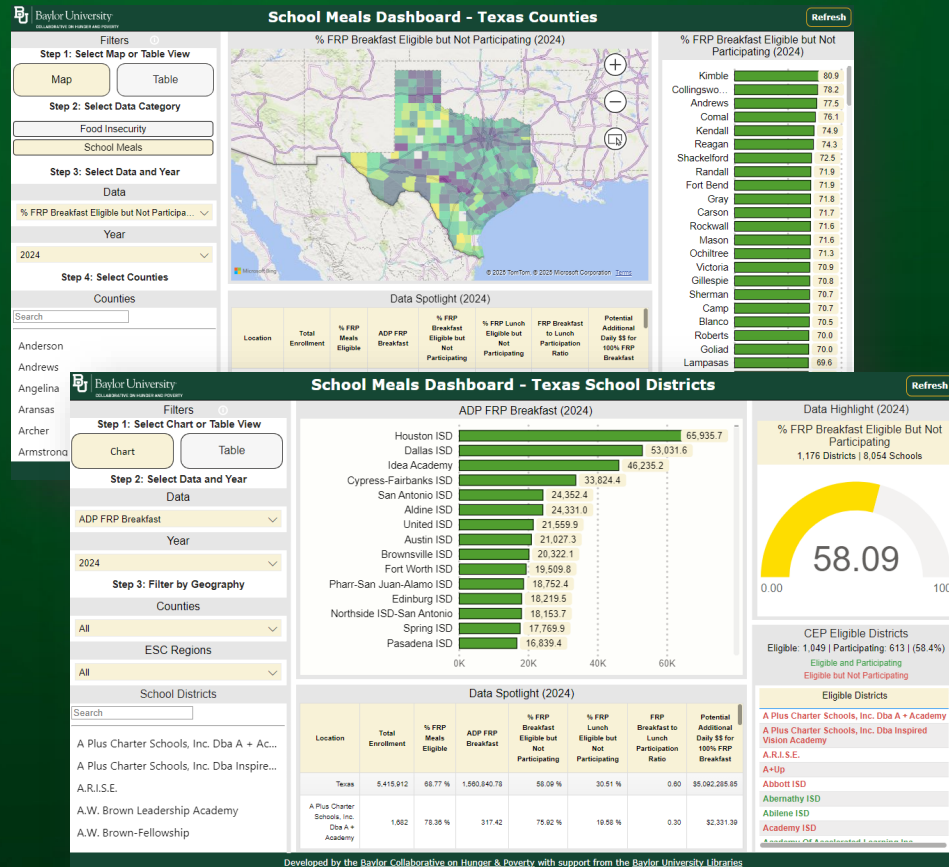 BU Baylor University
COLLABORATIVE ON HUNGER AND POVERTY
School Meals Dashboard - Texas Counties
Refresh
Filters
Step 1: Select Map or Table View
Map
Table
Step 2: Select Data Category
Food Insecurity
School Meals
Step 3: Select Data and Year
Data
% FRP Breakfast Eligible but Not Participa...
Year
2024
Step 4: Select Counties
Counties
Search
Anderson
Andrews
Angelina
Aransas
Archer
Armstrong
% FRP Breakfast Eligible but Not Participating (2024)
Microsoft Bing
© 2025 TomTom, © 2025 Microsoft Corporation Terms
Data Spotlight (2024)
Location
Total Enrollment
% FRP Meals Eligible
ADP FRP Breakfast
% FRP Breakfast Eligible but Not Participating
% FRP Lunch Eligible but Not Participating
FRP Breakfast to Lunch Participation Ratio
Potential Additional Daily $$ for 100% FRP Breakfast
% FRP Breakfast Eligible but Not
Participating (2024)
Kimble 80.9
Collingswo... 78.2
Andrews 77.5
Comal 76.1
Kendall 74.9
Reagan 74.3
Shackelford 72.5
Randall 71.9
Fort Bend 71.9
Gray 71.8
Carson 71.7
Rockwall 71.6
Mason 71.6
Ochiltree 71.3
Victoria 70.9
Gillespie 70.8
Sherman 70.7
Camp 70.7
Blanco 70.5
Roberts 70.0
Goliad 70.0
Lampasas 69.6
BU Baylor University
COLLABORATIVE ON HUNGER AND POVERTY
School Meals Dashboard - Texas School Districts
Refresh
Filters
Step 1: Select Chart or Table View
Chart
Table
Step 2: Select Data and Year
Data
ADP FRP Breakfast
Year
2024
Step 3: Filter by Geography
Counties
All
ESC Regions
All
School Districts
Search
A Plus Charter Schools, Inc. Dba A + Ac...
A Plus Charter Schools, Inc. Dba Inspire...
A.R.I.S.E.
A.W. Brown Leadership Academy
A.W. Brown-Fellowship
ADP FRP Breakfast (2024)
Houston ISD 65,935.7
Dallas ISD 53,031.6
Idea Academy 46,235.2
Cypress-Fairbanks ISD 33,824.4
San Antonio ISD 24,352.4
Aldine ISD 24,331.0
United ISD 21,559.9
Austin ISD 21,027.3
Brownsville ISD 20,322.1
Fort Worth ISD 19,509.8
Pharr-San Juan-Alamo ISD 18,752.4
Edinburg ISD 18,219.5
Northside ISD-San Antonio 18,153.7
Spring ISD 17,769.9
Pasadena ISD 16,839.4
0K 20K 40K 60K
Data Spotlight (2024)
Location
Total Enrollment
% FRP Meals Eligible
ADP FRP Breakfast
% FRP Breakfast Eligible but Not Participating
% FRP Lunch Eligible but Not Participating
FRP Breakfast to Lunch Participation Ratio
Potential Additional Daily $$ for 100% FRP Breakfast
Texas 5,415,912 68.77 % 1,560,840.78 58.09 % 30.51 % 0.60 $5,092,285.85
A Plus Charter Schools, Inc. Dba A + Academy 1,682 78.36 % 317.42 75.92 % 19.58 % 0.30 $2,331.39
Data Highlight (2024)
% FRP Breakfast Eligible But Not
Participating
1,176 Districts | 8,054 Schools
58.09
0.00 100
CEP Eligible Districts
Eligible: 1,049 | Participating: 613 | (58.4%)
Eligible and Participating
Eligible but Not Participating
Eligible Districts
A Plus Charter Schools, Inc. Dba A + Academy
A Plus Charter Schools, Inc. Dba Inspired
Vision Academy
A.R.I.S.E.
A+Up
Abbott ISD
Abernathy ISD
Abilene ISD
Academy ISD
Academy Of Accelerated Learning Inc
Developed by the Baylor Collaborative on Hunger & Poverty with support from the Baylor University Libraries